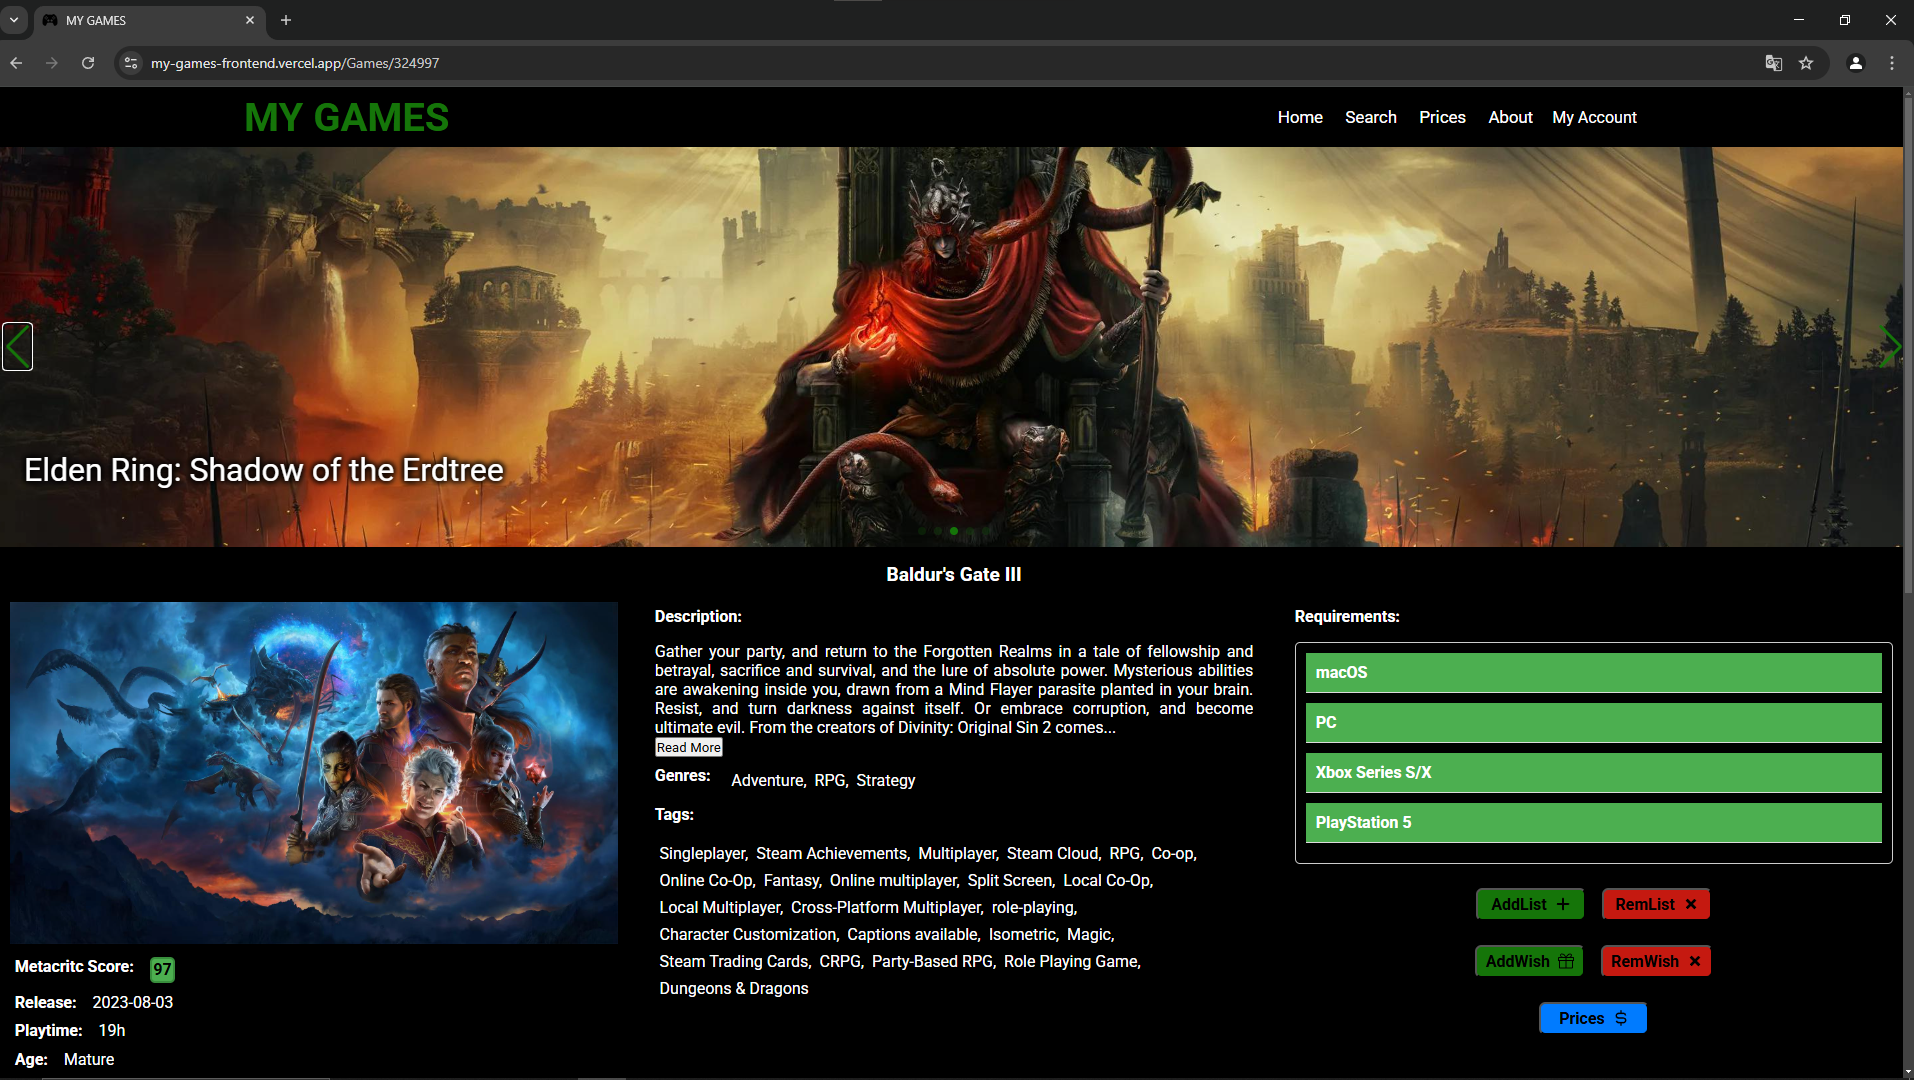 MY GAMES
my-games-frontend.vercel.app/Games/324997
MY GAMES
Home Search Prices About My Account
Elden Ring: Shadow of the Erdtree
Baldur's Gate III
Metacritc Score: 97
Release: 2023-08-03
Playtime: 19h
Age: Mature
Description:
Gather your party, and return to the Forgotten Realms in a tale of fellowship and
betrayal, sacrifice and survival, and the lure of absolute power. Mysterious abilities
are awakening inside you, drawn from a Mind Flayer parasite planted in your brain.
Resist, and turn darkness against itself. Or embrace corruption, and become
ultimate evil. From the creators of Divinity: Original Sin 2 comes...
Read More
Genres: Adventure, RPG, Strategy
Tags:
Singleplayer, Steam Achievements, Multiplayer, Steam Cloud, RPG, Co-op,
Online Co-Op, Fantasy, Online multiplayer, Split Screen, Local Co-Op,
Local Multiplayer, Cross-Platform Multiplayer, role-playing,
Character Customization, Captions available, Isometric, Magic,
Steam Trading Cards, CRPG, Party-Based RPG, Role Playing Game,
Dungeons & Dragons
Requirements:
macOS
PC
Xbox Series S/X
PlayStation 5
AddList + RemList ×
AddWish RemWish ×
Prices $